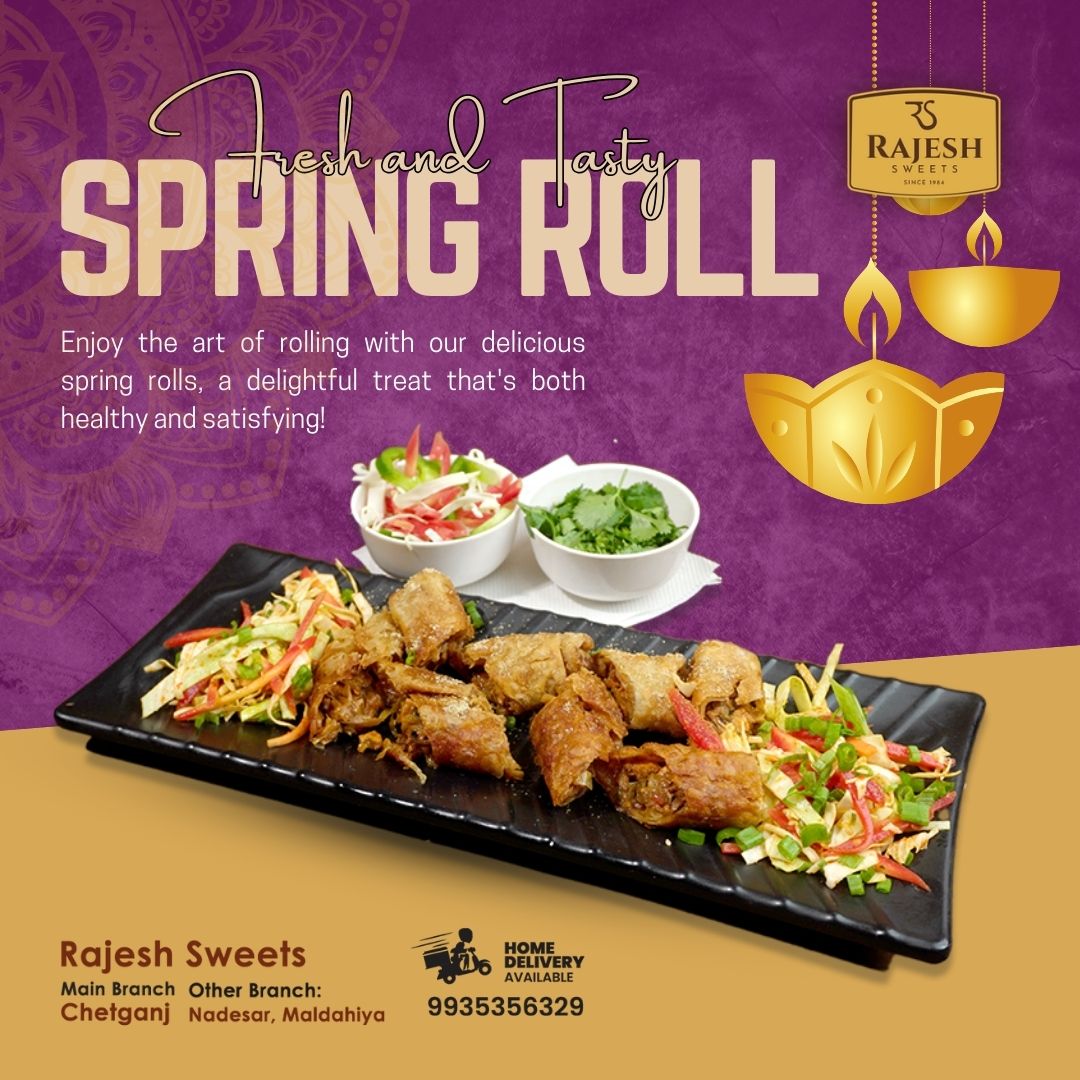 Fresh and Tasty
SPRING ROLL
RS
RAJESH
SWEETS
SINCE 1984
Enjoy the art of rolling with our delicious
spring rolls, a delightful treat that's both
healthy and satisfying!
Rajesh Sweets
Main Branch
Chetganj
Other Branch:
Nadesar, Maldahiya
HOME
DELIVERY
AVAILABLE
9935356329